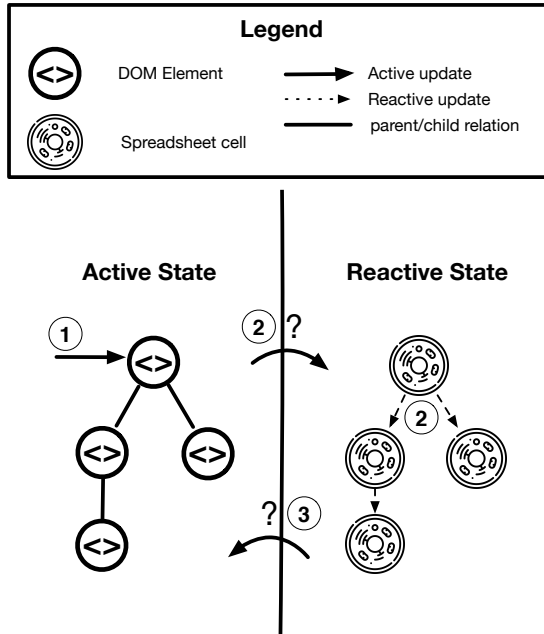 Legend
<> DOM Element
Spreadsheet cell
Active update
Reactive update
parent/child relation
Active State
Reactive State
1
<>
<> <>
<>
2 ?
2
? 3